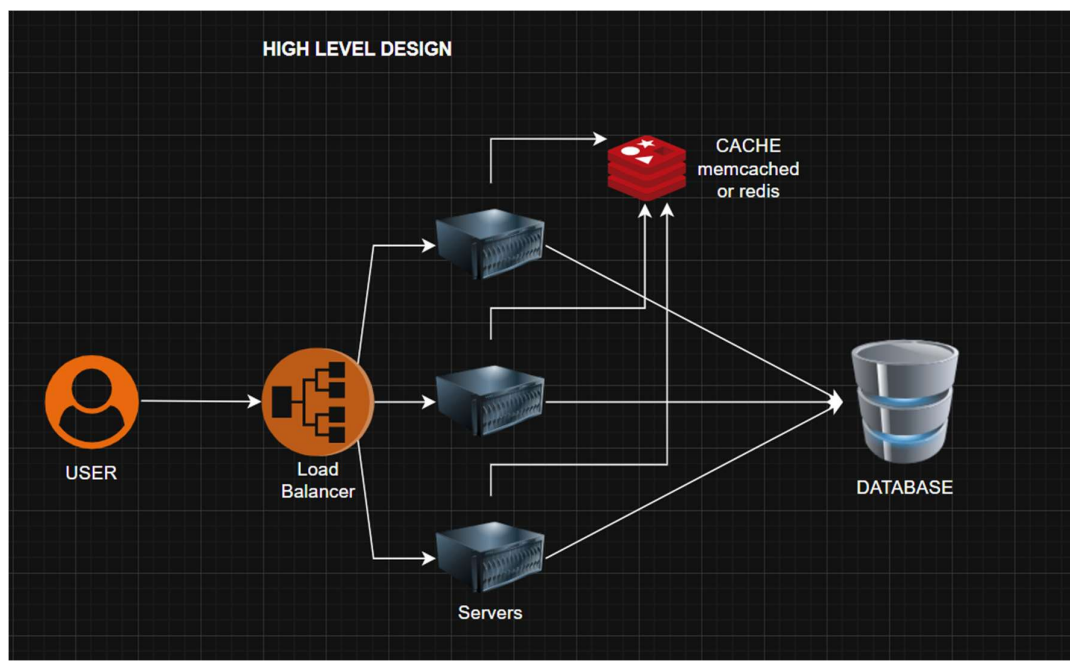 HIGH LEVEL DESIGN
CACHE
memcached
or redis
USER
Load
Balancer
DATABASE
Servers